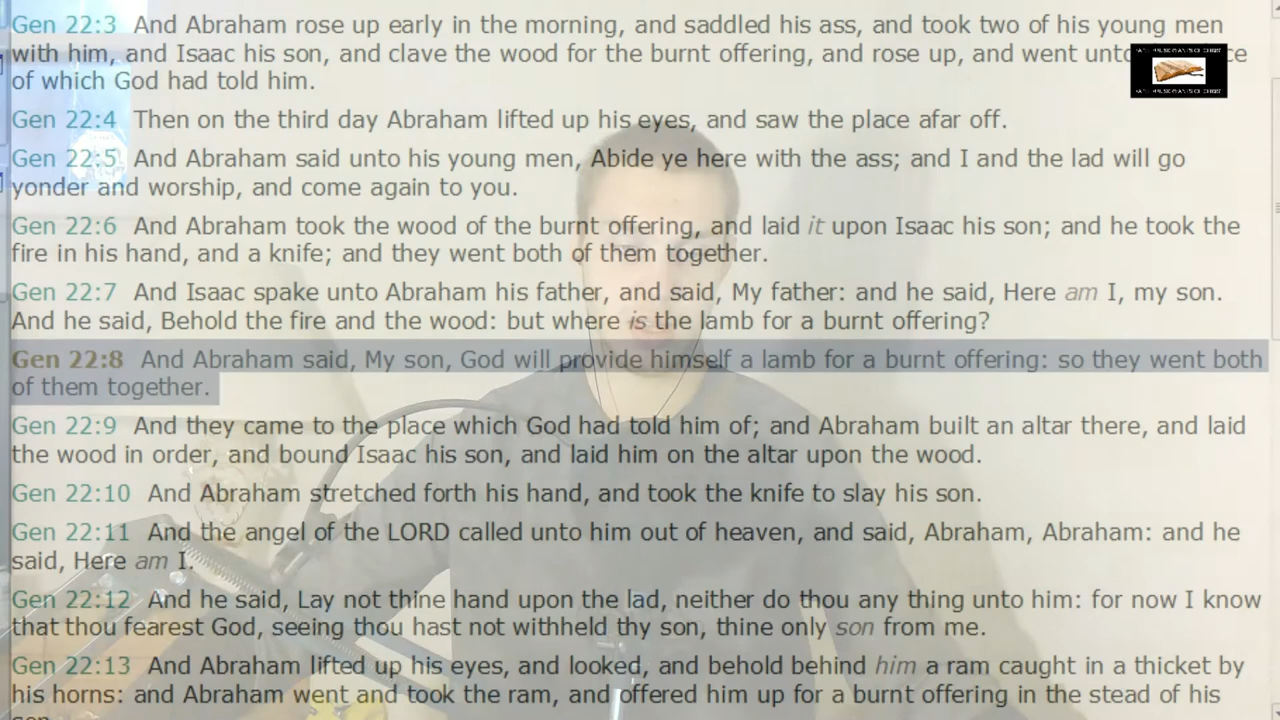 Gen 22:3 And Abraham rose up early in the morning, and saddled his ass, and took two of his young men
with him, and Isaac his son, and clave the wood for the burnt offering, and rose up, and went
of which God had told him.
Gen 22:4 Then on the third day Abraham lifted up his eyes, and saw the place afar off.
Gen 22:5 And Abraham said unto his young men, Abide ye here with the ass; and I and the lad will go
yonder and worship, and come again to you.
Gen 22:6 And Abraham took the wood of the burnt offering, and laid it upon Isaac his son; and he took the
fire in his hand, and a knife; and they went both of them together.
Gen 22:7 And Isaac spake unto Abraham his father, and said, My father: and he said, Here am I, my son.
And he said, Behold the fire and the wood: but where is the lamb for a burnt offering?
Gen 22:8 And Abraham said, My son, God will provide himself a lamb for a burnt offering: so they went both
of them together.
Gen 22:9 And they came to the place which God had told him of; and Abraham built an altar there, and laid
the wood in order, and bound Isaac his son, and laid him on the altar upon the wood.
Gen 22:10 And Abraham stretched forth his hand, and took the knife to slay his son.
Gen 22:11 And the angel of the LORD called unto him out of heaven, and said, Abraham, Abraham: and he
said, Here am I.
Gen 22:12 And he said, Lay not thine hand upon the lad, neither do thou any thing unto him: for now I know
that thou fearest God, seeing thou hast not withheld thy son, thine only son from me.
Gen 22:13 And Abraham lifted up his eyes, and looked, and behold behind him a ram caught in a thicket by
his horns: and Abraham went and took the ram, and offered him up for a burnt offering in the stead of his